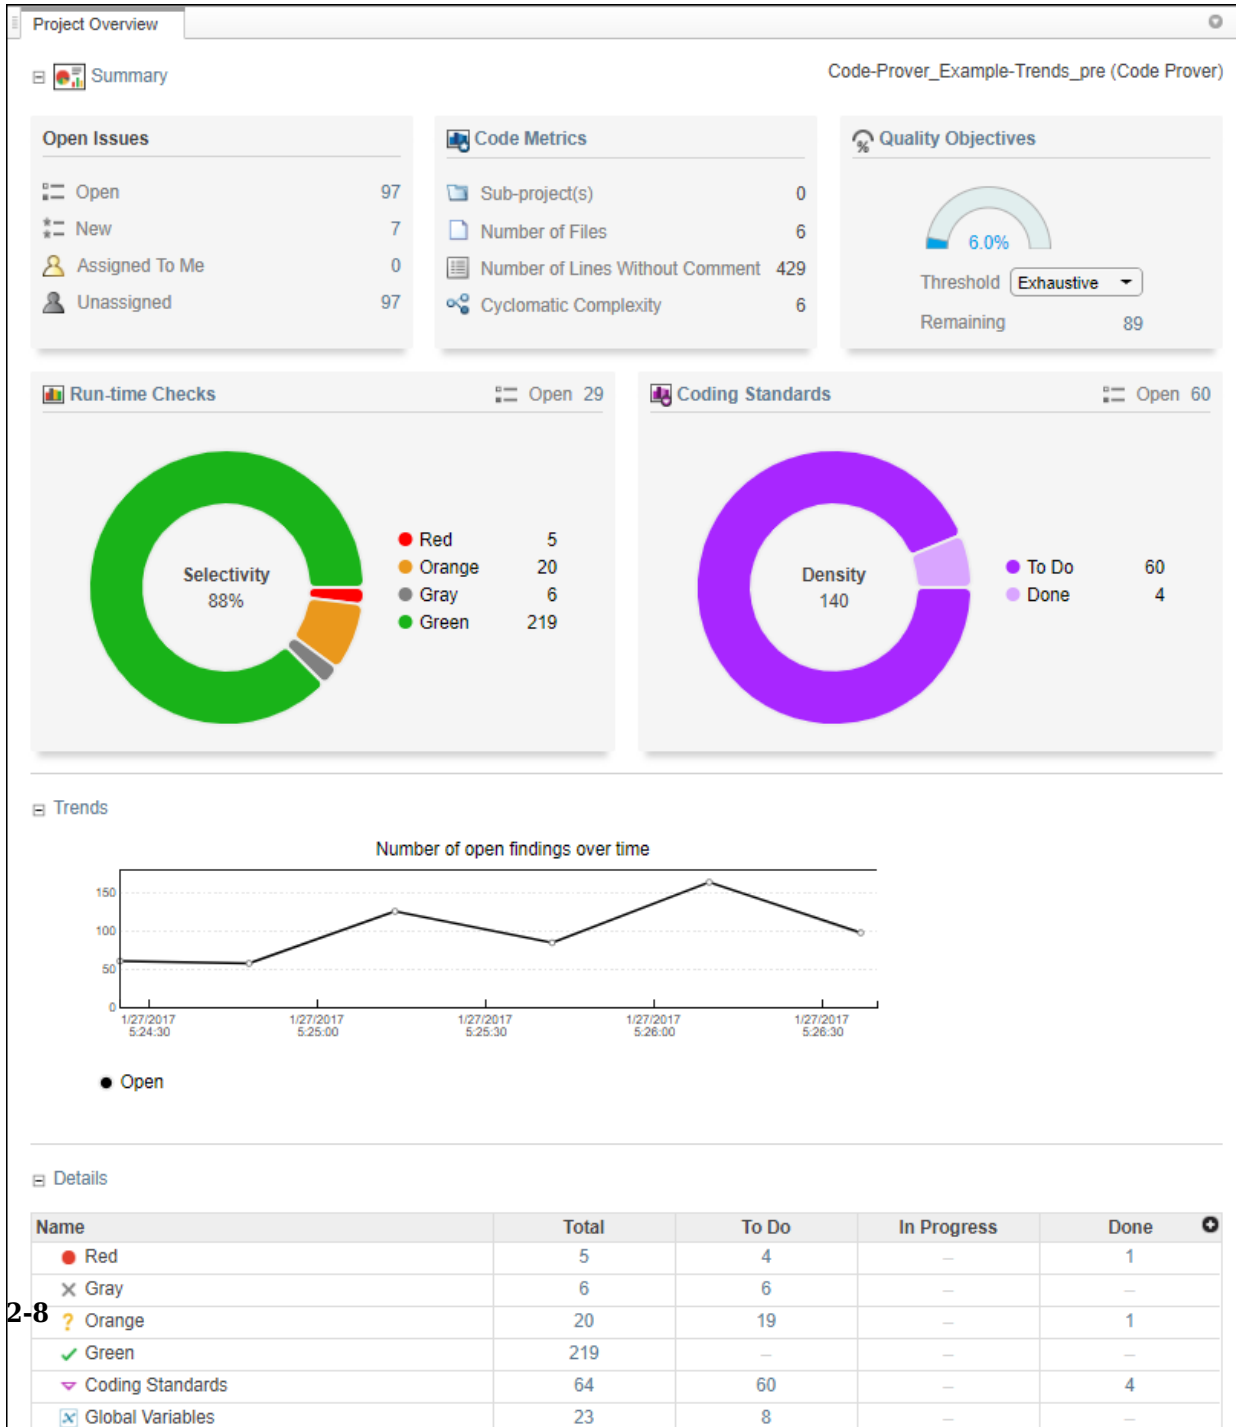 Project Overview
Summary
Code-Prover_Example-Trends_pre (Code Prover)
Open Issues
Open 97
New 7
Assigned To Me 0
Unassigned 97
Code Metrics
Sub-project(s) 0
Number of Files 6
Number of Lines Without Comment 429
Cyclomatic Complexity 6
% Quality Objectives
6.0%
Threshold Exhaustive
Remaining 89
Run-time Checks Open 29
Selectivity
88%
Red 5
Orange 20
Gray 6
Green 219
Coding Standards Open 60
Density
140
To Do 60
Done 4
Trends
Number of open findings over time
150
100
50
0
1/27/2017 1/27/2017 1/27/2017 1/27/2017 1/27/2017
5:24:30 5:25:00 5:25:30 5:26:00 5:26:30
Open
Details
Name Total To Do In Progress Done
Red 5 4 – 1
Gray 6 6 – –
2-8
? Orange 20 19 – 1
Green 219 – – –
Coding Standards 64 60 – 4
x Global Variables 23 8 – –